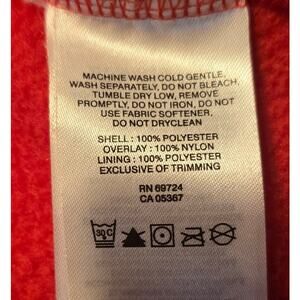 MACHINE WASH COLD GENTLE,
WASH SEPARATELY, DO NOT BLEACH,
TUMBLE DRY LOW, REMOVE
PROMPTLY, DO NOT IRON, DO NOT
USE FABRIC SOFTENER,
DO NOT DRYCLEAN
SHELL : 100% POLYESTER
OVERLAY : 100% NYLON
LINING : 100% POLYESTER
EXCLUSIVE OF TRIMMING
RN 69724
CA 05367
30°C